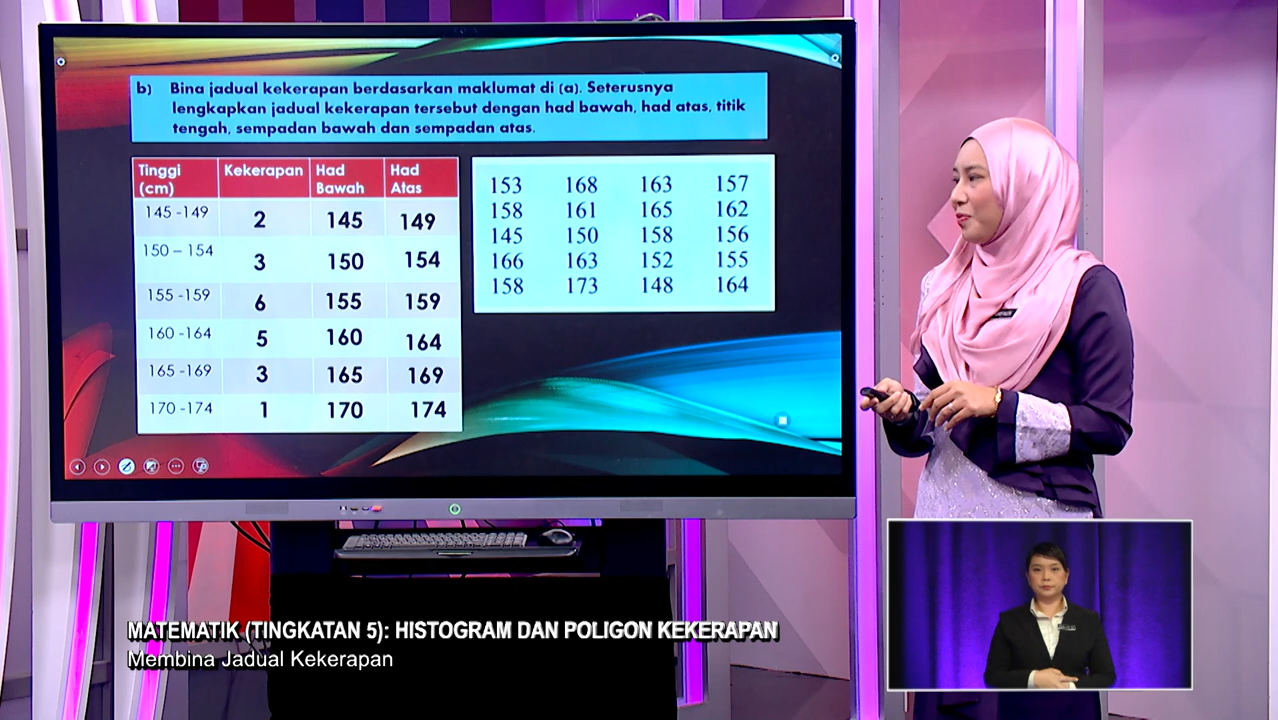 b) Bina jadual kekerapan berdasarkan maklumat di (a). Seterusnya
lengkapkan jadual kekerapan tersebut dengan had bawah, had atas, titik
tengah, sempadan bawah dan sempadan atas.
Tinggi (cm) Kekerapan Had Bawah Had Atas
145 -149 2 145 149
150 – 154 3 150 154
155 -159 6 155 159
160 -164 5 160 164
165 -169 3 165 169
170 -174 1 170 174
153 168 163 157
158 161 165 162
145 150 158 156
166 163 152 155
158 173 148 164
MATEMATIK (TINGKATAN 5): HISTOGRAM DAN POLIGON KEKERAPAN
Membina Jadual Kekerapan